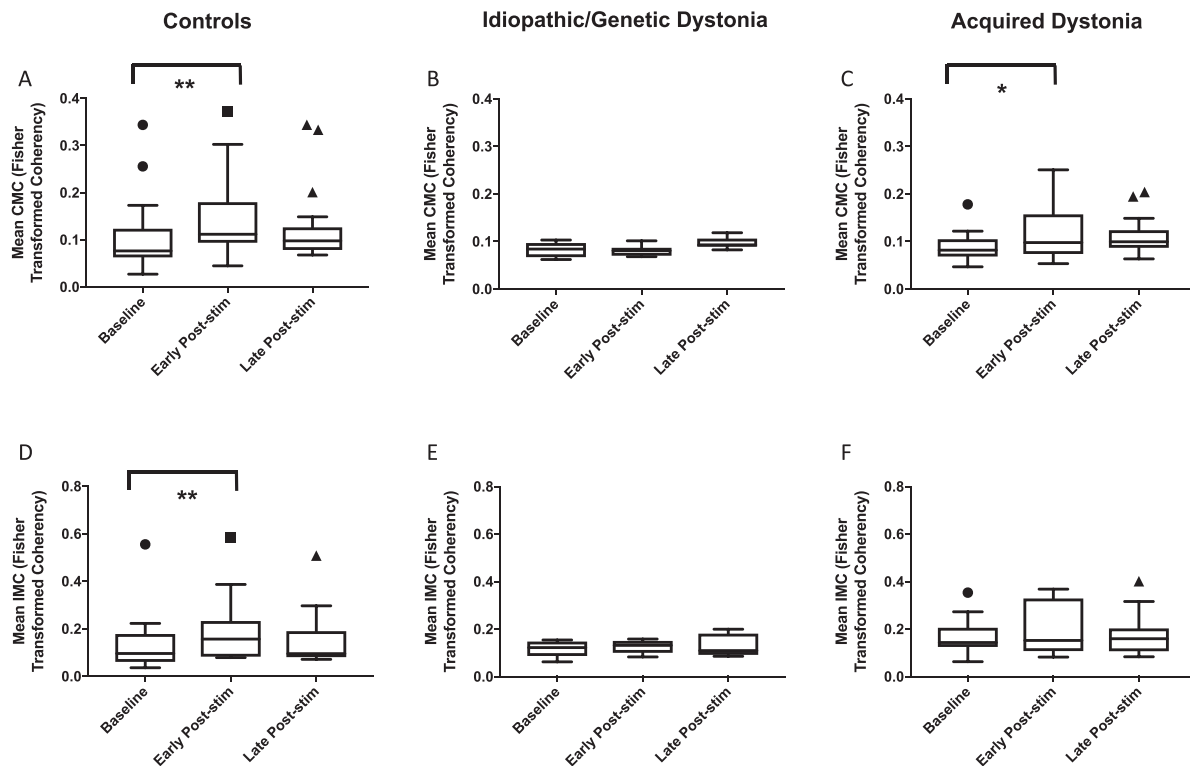 Controls
Idiopathic/Genetic Dystonia
Acquired Dystonia
A
**
Mean CMC (Fisher
Transformed Coherency)
0.4
0.3
0.2
0.1
0.0
Baseline
Early Post-stim
Late Post-stim
B
Mean CMC (Fisher
Transformed Coherency)
0.4
0.3
0.2
0.1
0.0
Baseline
Early Post-stim
Late Post-stim
C
*
Mean CMC (Fisher
Transformed Coherency)
0.4
0.3
0.2
0.1
0.0
Baseline
Early Post-stim
Late Post-stim
D
**
Mean IMC (Fisher
Transformed Coherency)
0.8
0.6
0.4
0.2
0.0
Baseline
Early Post-stim
Late Post-stim
E
Mean IMC (Fisher
Transformed Coherency)
0.8
0.6
0.4
0.2
0.0
Baseline
Early Post-stim
Late Post-stim
F
Mean IMC (Fisher
Transformed Coherency)
0.8
0.6
0.4
0.2
0.0
Baseline
Early Post-stim
Late Post-stim